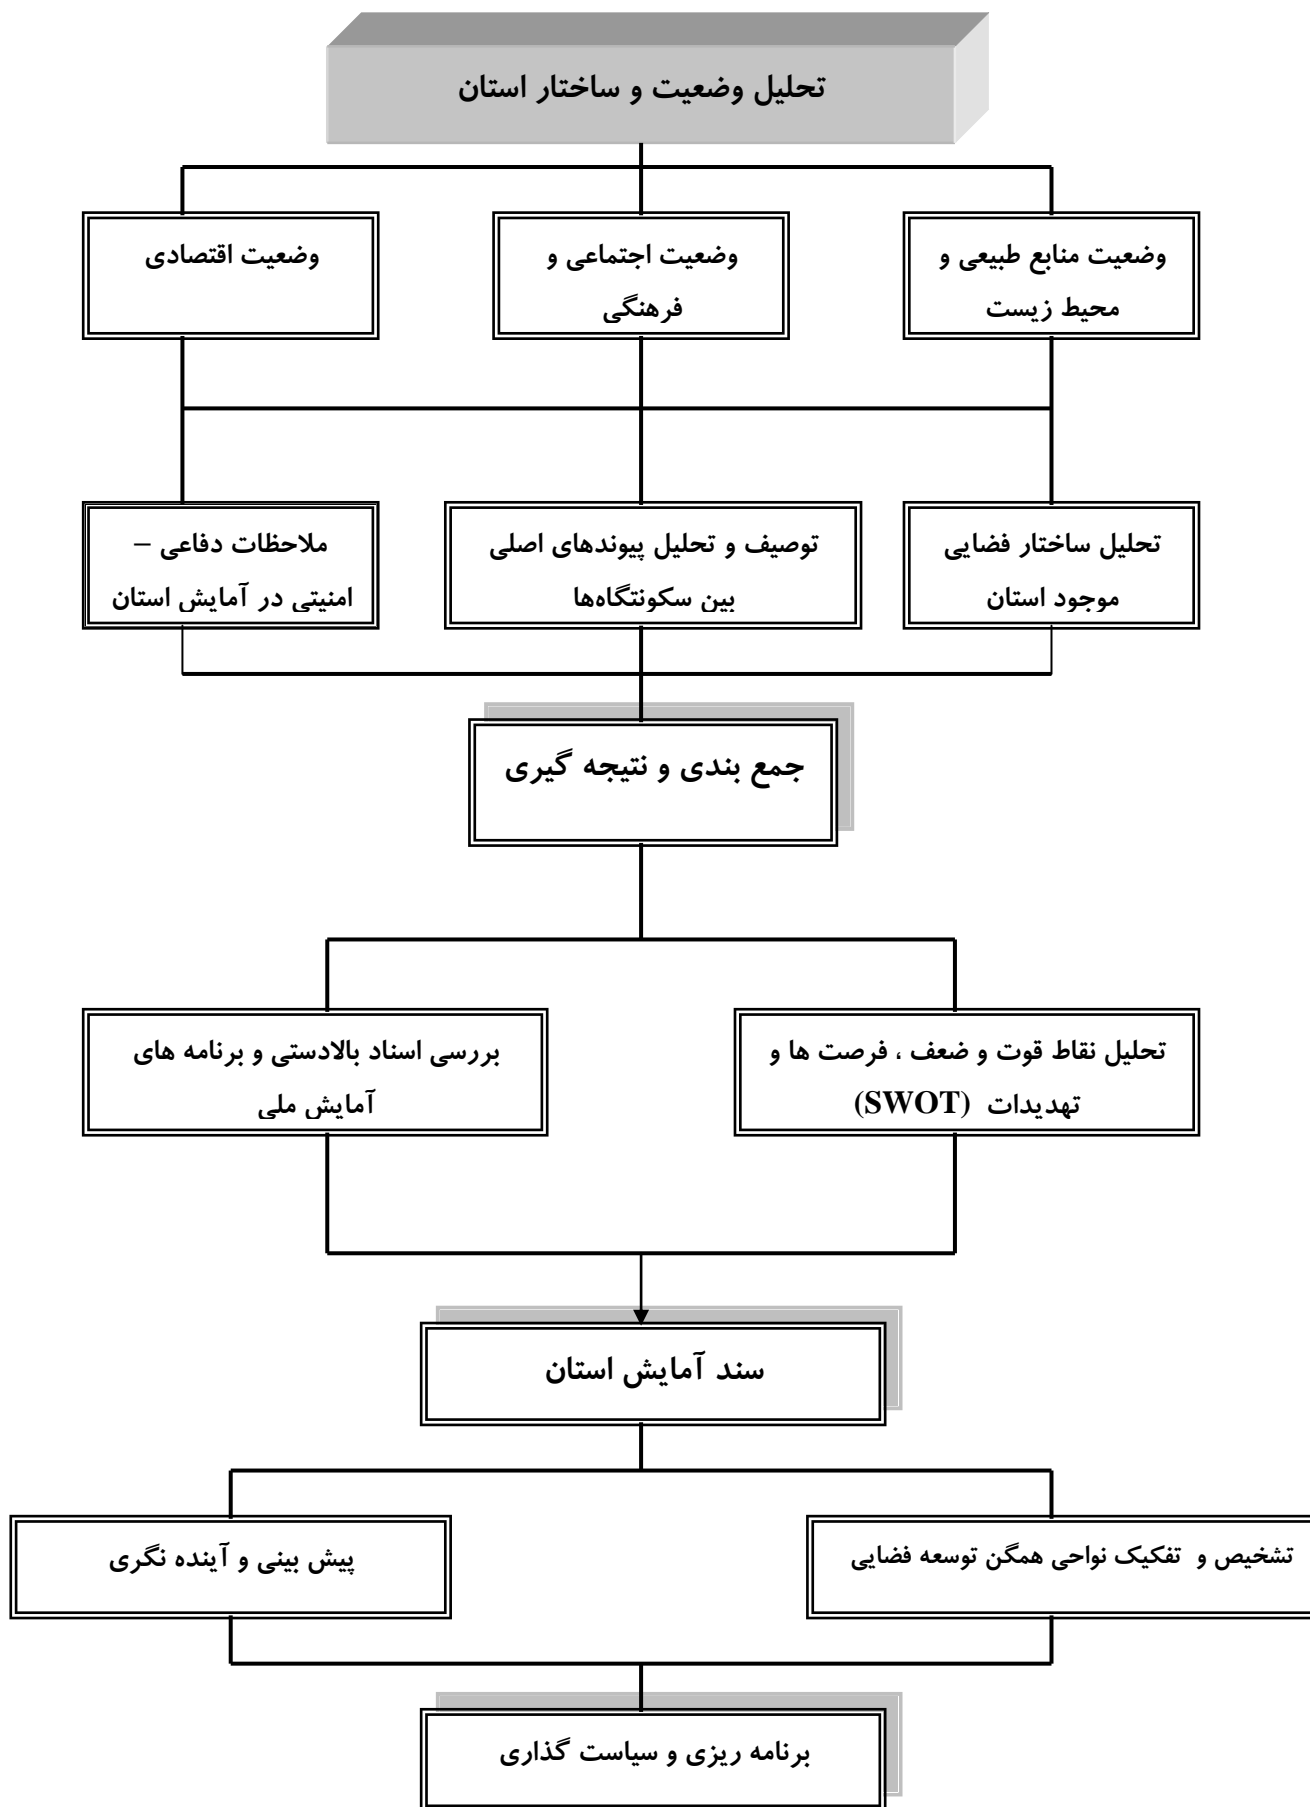 تحلیل وضعیت و ساختار استان
وضعیت منابع طبیعی و
محیط زیست
وضعیت اجتماعی و
فرهنگی
وضعیت اقتصادی
تحلیل ساختار فضایی
موجود استان
توصیف و تحلیل پیوندهای اصلی
بین سکونتگاه‌ها
ملاحظات دفاعی –
امنیتی در آمایش استان
جمع بندی و نتیجه گیری
تحلیل نقاط قوت و ضعف ، فرصت ها و
تهدیدات (SWOT)
بررسی اسناد بالادستی و برنامه های
آمایش ملی
سند آمایش استان
تشخیص و تفکیک نواحی همگن توسعه فضایی
پیش بینی و آینده نگری
برنامه ریزی و سیاست گذاری